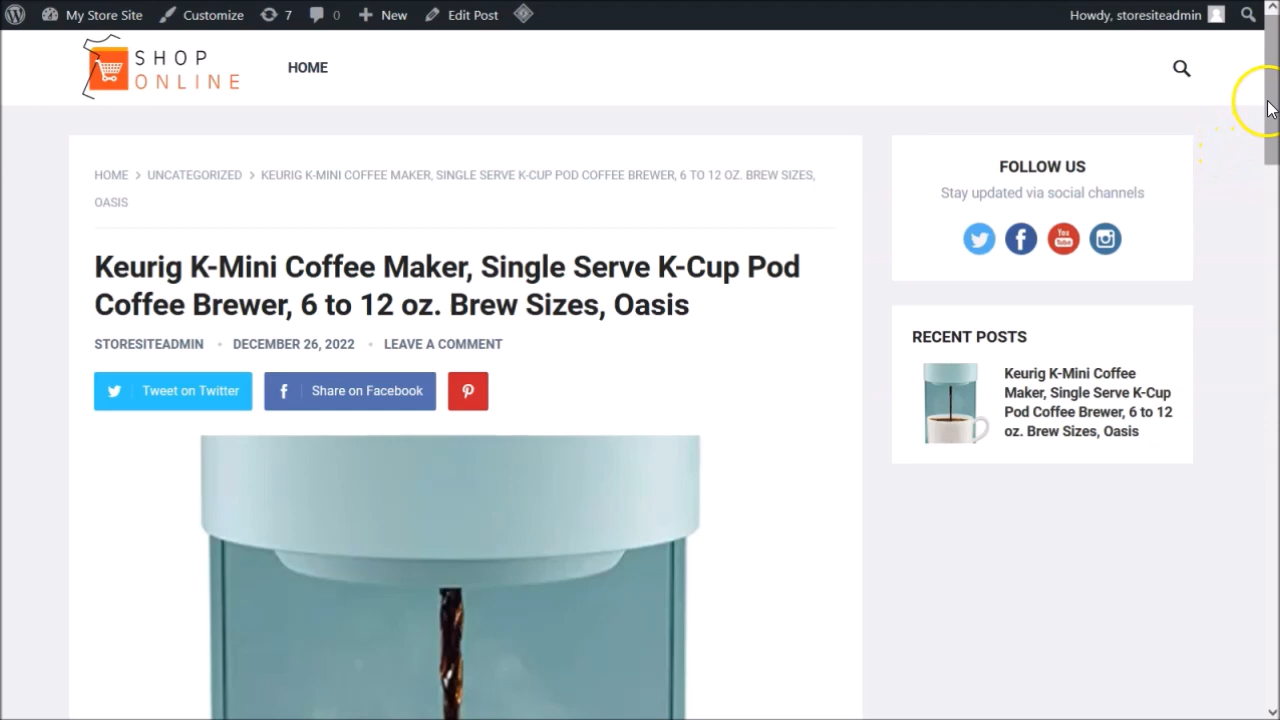 My Store Site Customize 7 0 New Edit Post Howdy, storesiteadmin
SHOP
ONLINE
HOME
HOME > UNCATEGORIZED > KEURIG K-MINI COFFEE MAKER, SINGLE SERVE K-CUP POD COFFEE BREWER, 6 TO 12 OZ. BREW SIZES,
OASIS
Keurig K-Mini Coffee Maker, Single Serve K-Cup Pod
Coffee Brewer, 6 to 12 oz. Brew Sizes, Oasis
STORESITEADMIN • DECEMBER 26, 2022 • LEAVE A COMMENT
Tweet on Twitter Share on Facebook
FOLLOW US
Stay updated via social channels
You
Tube
RECENT POSTS
Keurig K-Mini Coffee
Maker, Single Serve K-Cup
Pod Coffee Brewer, 6 to 12
oz. Brew Sizes, Oasis